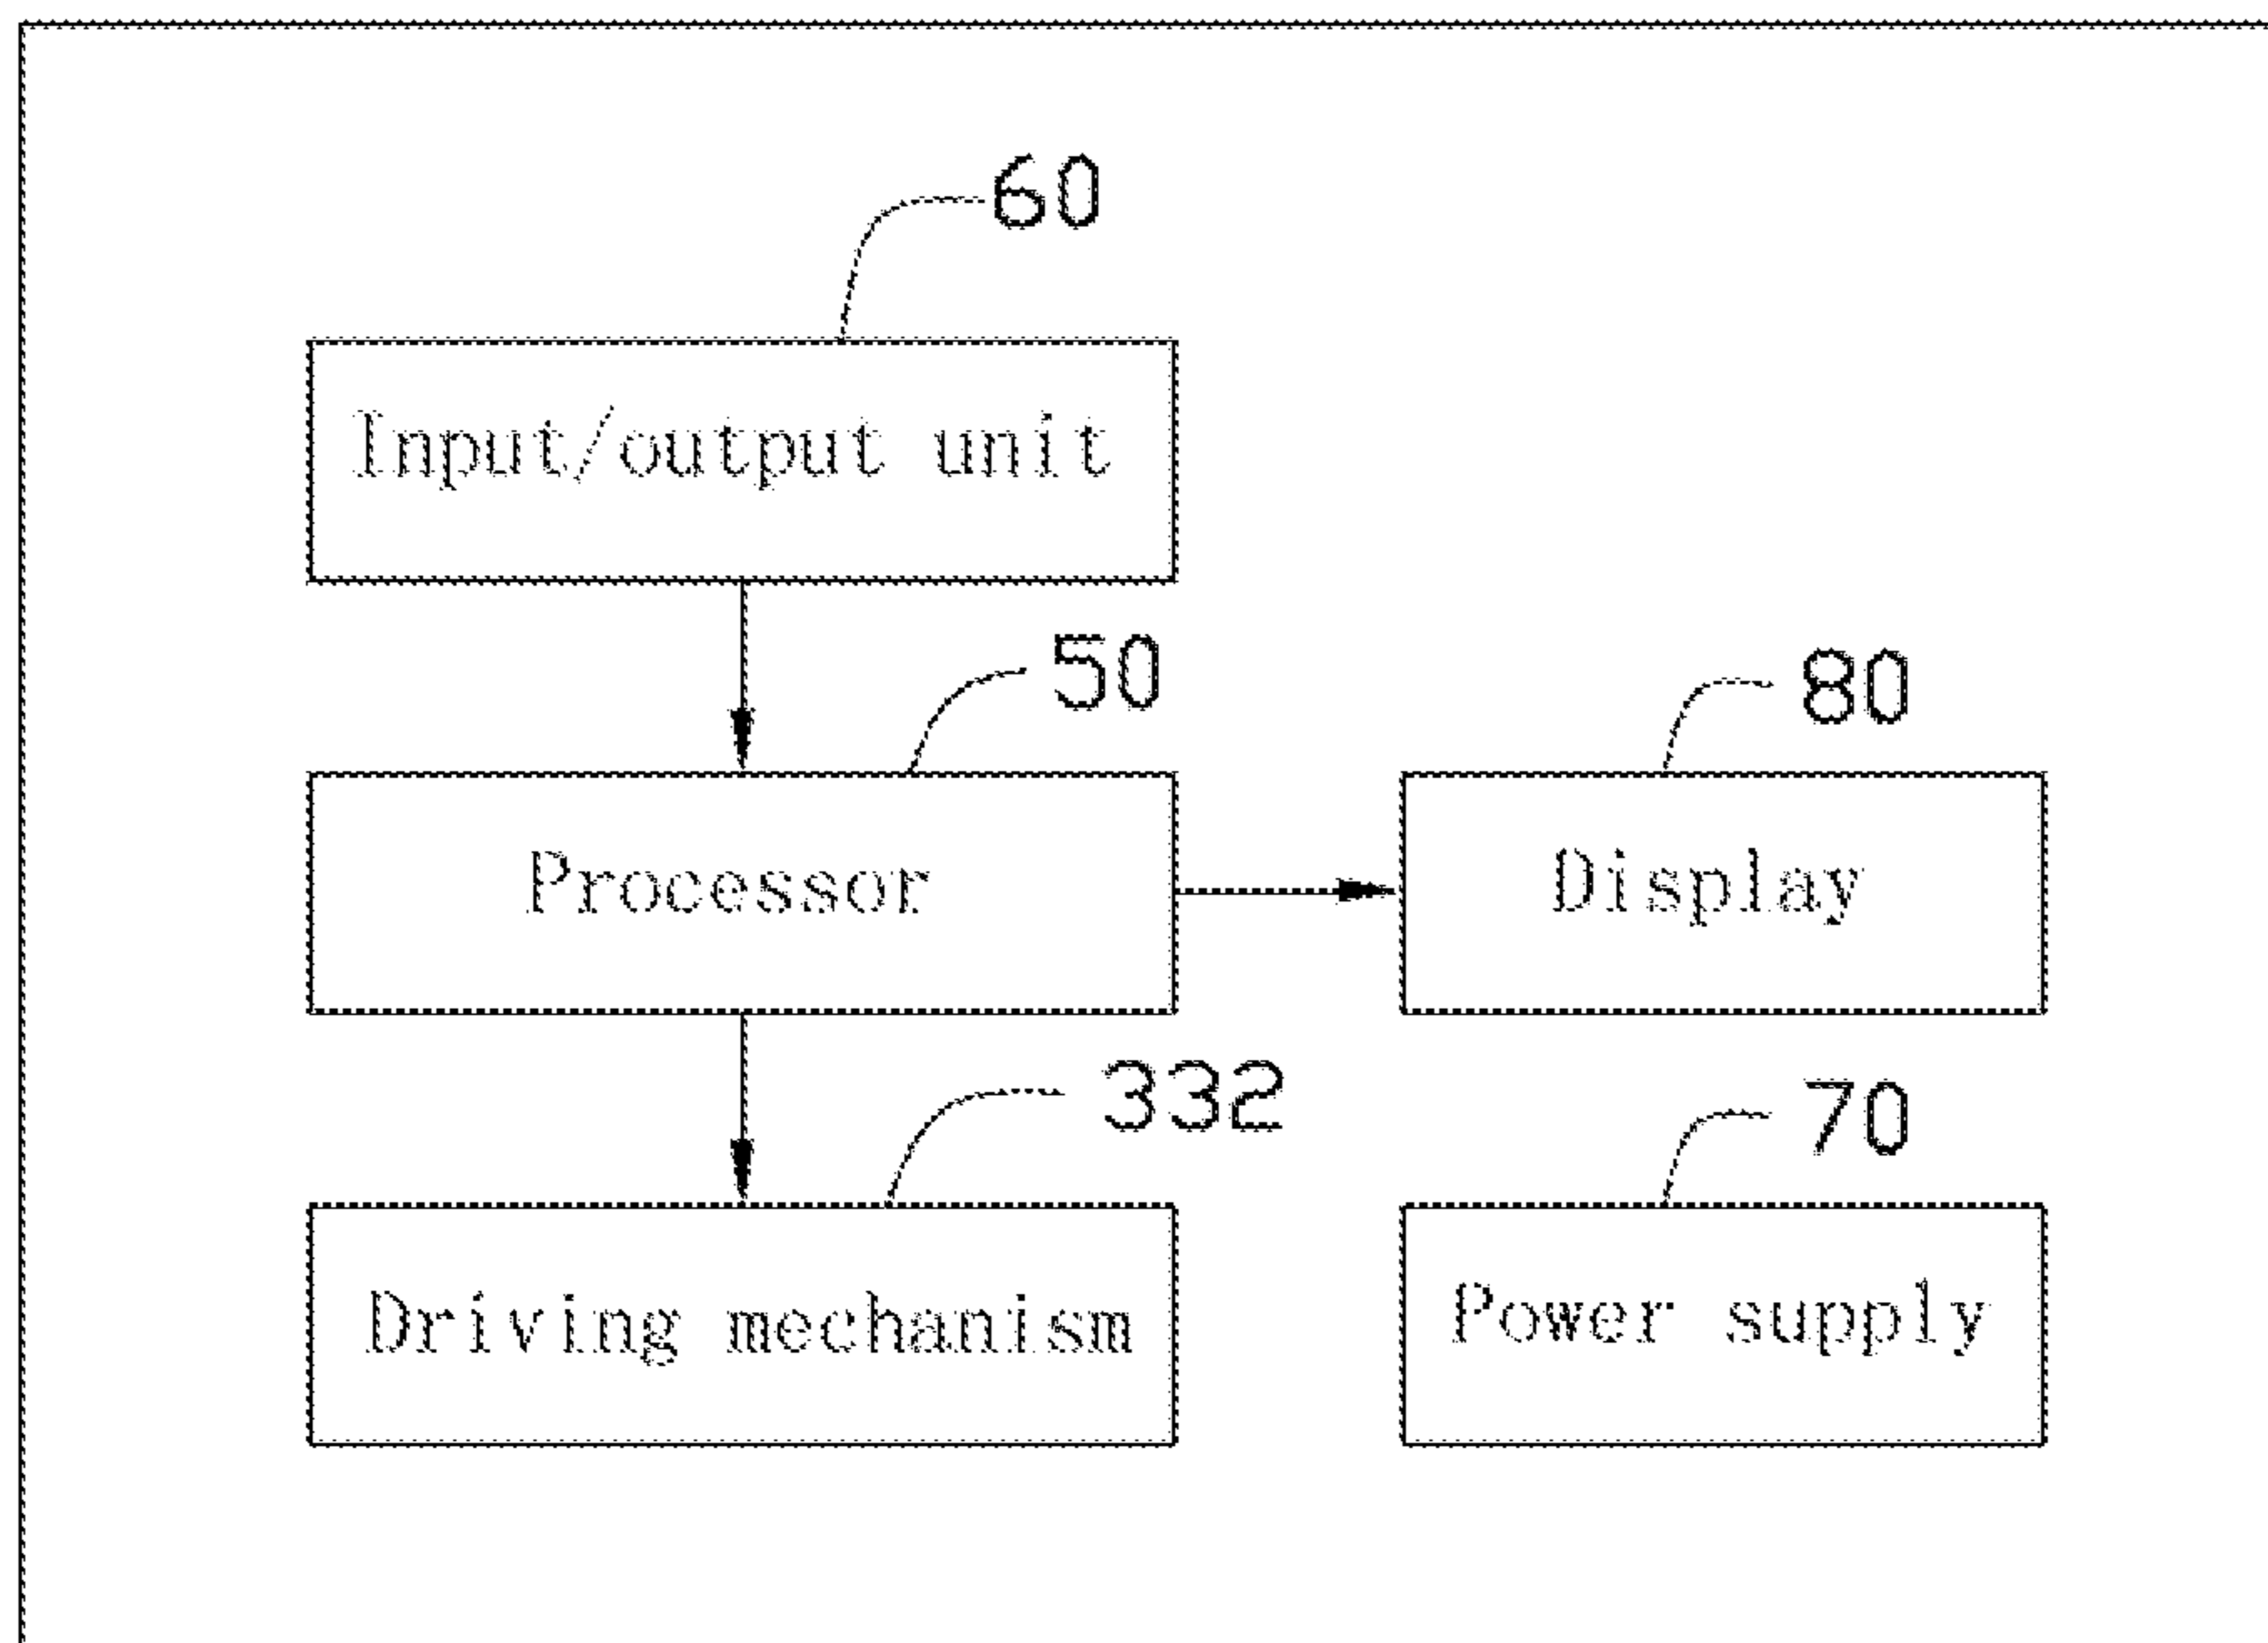 60
Input/output unit
50
80
Processor
Display
332
70
Driving mechanism
Power supply